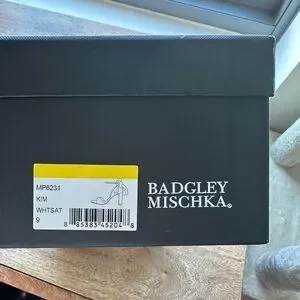 MP6231
KIM
WHTSAT
9
8 85383 45204 8
BADGLEY
MISCHKA®